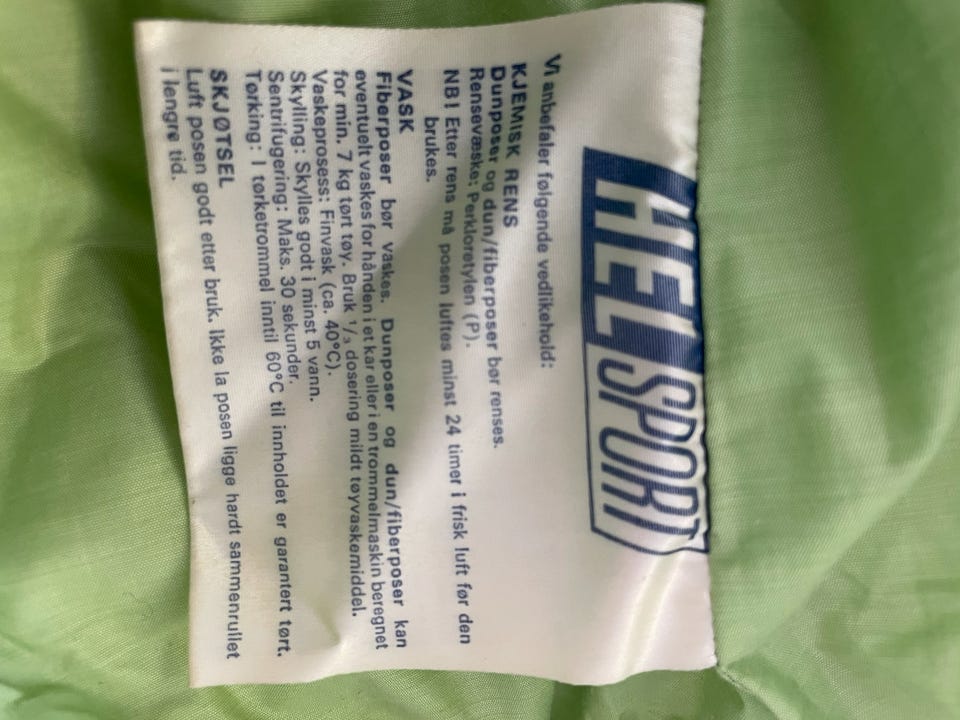 HELSPORT
Vi anbefaler følgende vedlikehold:
KJEMISK RENS
Dunposer og dun/fiberposer bør renses.
Rensevæske: Perkloretylen (P).
NB! Etter rens må posen luftes minst 24 timer i frisk luft før den
brukes.
VASK
Fiberposer bør vaskes. Dunposer og dun/fiberposer kan
eventuelt vaskes for hånden i et kar eller i en trommelmaskin beregnet
for min. 7 kg tørt tøy. Bruk ¹/₃ dosering mildt tøyvaskemiddel.
Vaskeprosess: Finvask (ca. 40°C).
Skylling: Skylles godt i minst 5 vann.
Sentrifugering: Maks. 30 sekunder.
Tørking: I tørketrommel inntil 60°C til innholdet er garantert tørt.
SKJØTSEL
Luft posen godt etter bruk. Ikke la posen ligge hardt sammenrullet
i lengre tid.